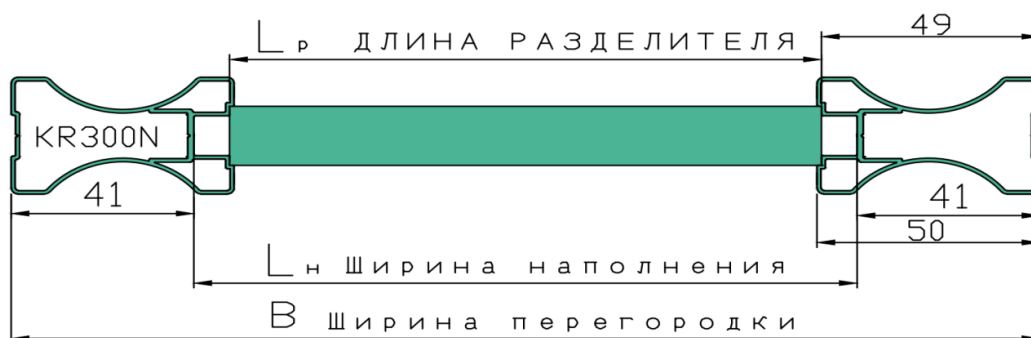 49
Lр ДЛИНА РАЗДЕЛИТЕЛЯ
KR300N
41
41
50
Lн Ширина наполнения
B Ширина перегородки